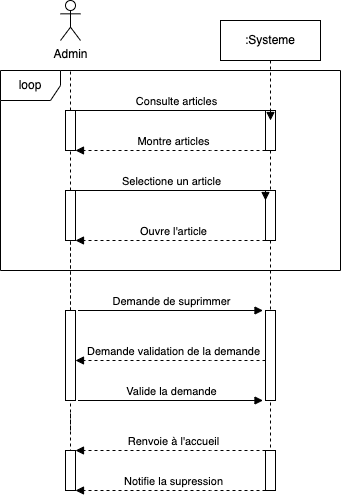 Admin
:Systeme
loop
Consulte articles
Montre articles
Selectione un article
Ouvre l'article
Demande de suprimmer
Demande validation de la demande
Valide la demande
Renvoie à l'accueil
Notifie la supression